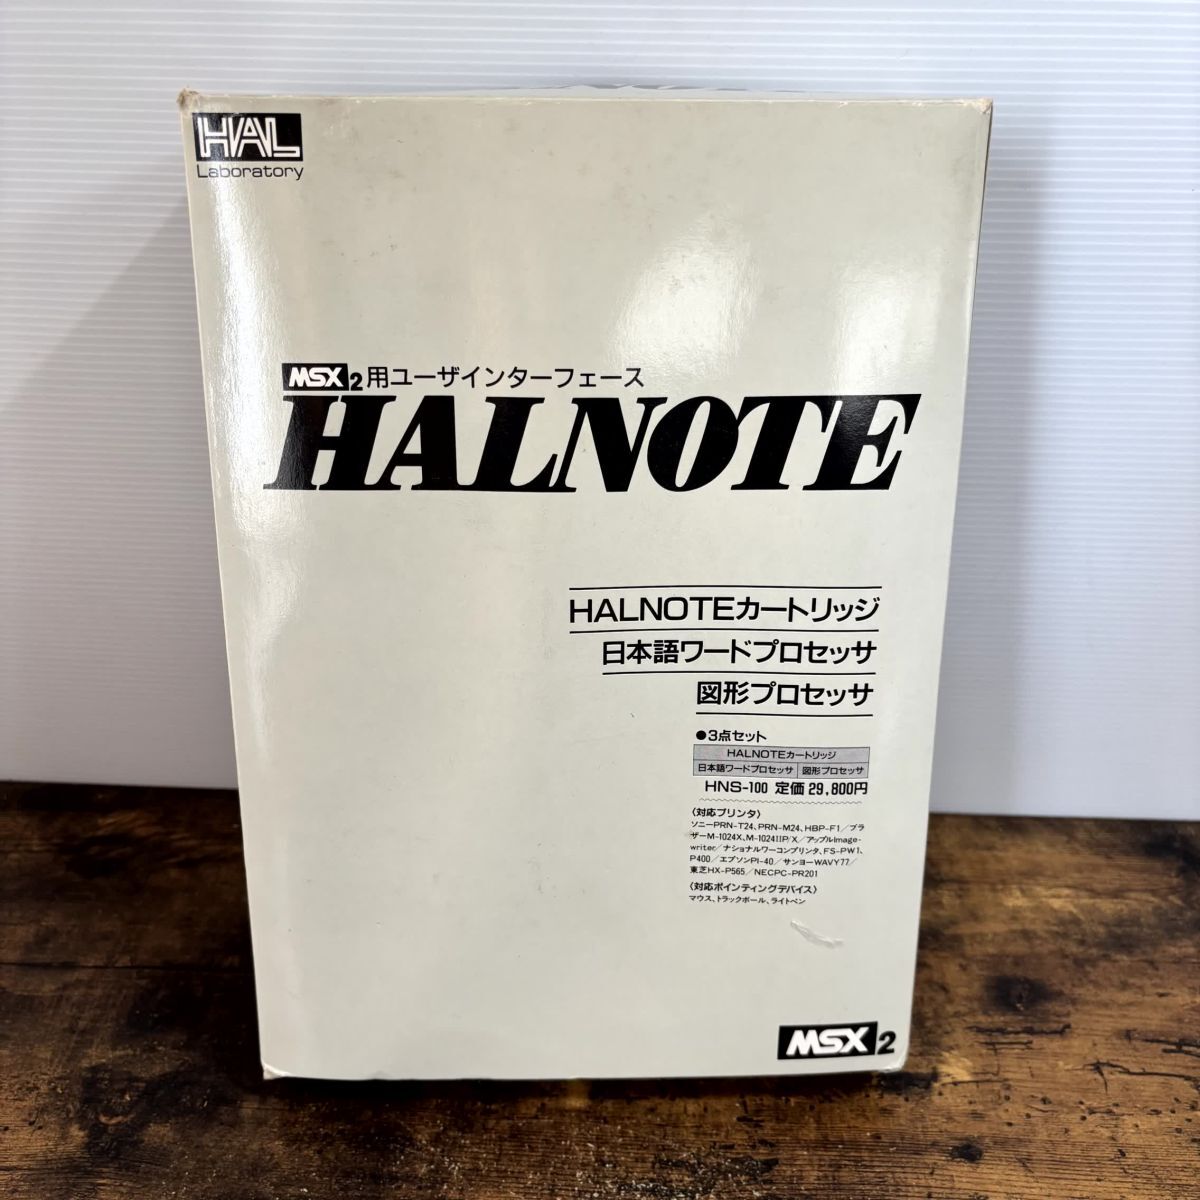 HAL
Laboratory
MSX2用ユーザインターフェース
HALNOTE
HALNOTEカートリッジ
日本語ワードプロセッサ
図形プロセッサ
●3点セット
HALNOTEカートリッジ
日本語ワードプロセッサ 図形プロセッサ
HNS-100 定価 29,800円
〈対応プリンタ〉
ソニーPRN-T24、PRN-M24、HBP-F1/ブラ
ザーM-1024X、M-1024IIP/X/アップルImage-
writer/ナショナルワーコンプリンタ、FS-PW1、
P400/エプソンPI-40/サンヨーWAVY77/
東芝HX-P565/NECPC-PR201
〈対応ポインティングデバイス〉
マウス、トラックボール、ライトペン
MSX2